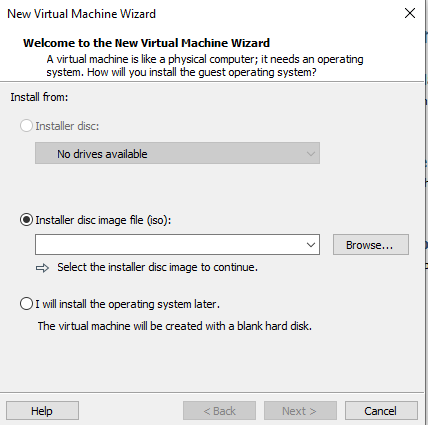 New Virtual Machine Wizard
Welcome to the New Virtual Machine Wizard
A virtual machine is like a physical computer; it needs an operating
system. How will you install the guest operating system?
Install from:
Installer disc:
No drives available
Installer disc image file (iso):
Browse...
Select the installer disc image to continue.
I will install the operating system later.
The virtual machine will be created with a blank hard disk.
Help
< Back
Next >
Cancel